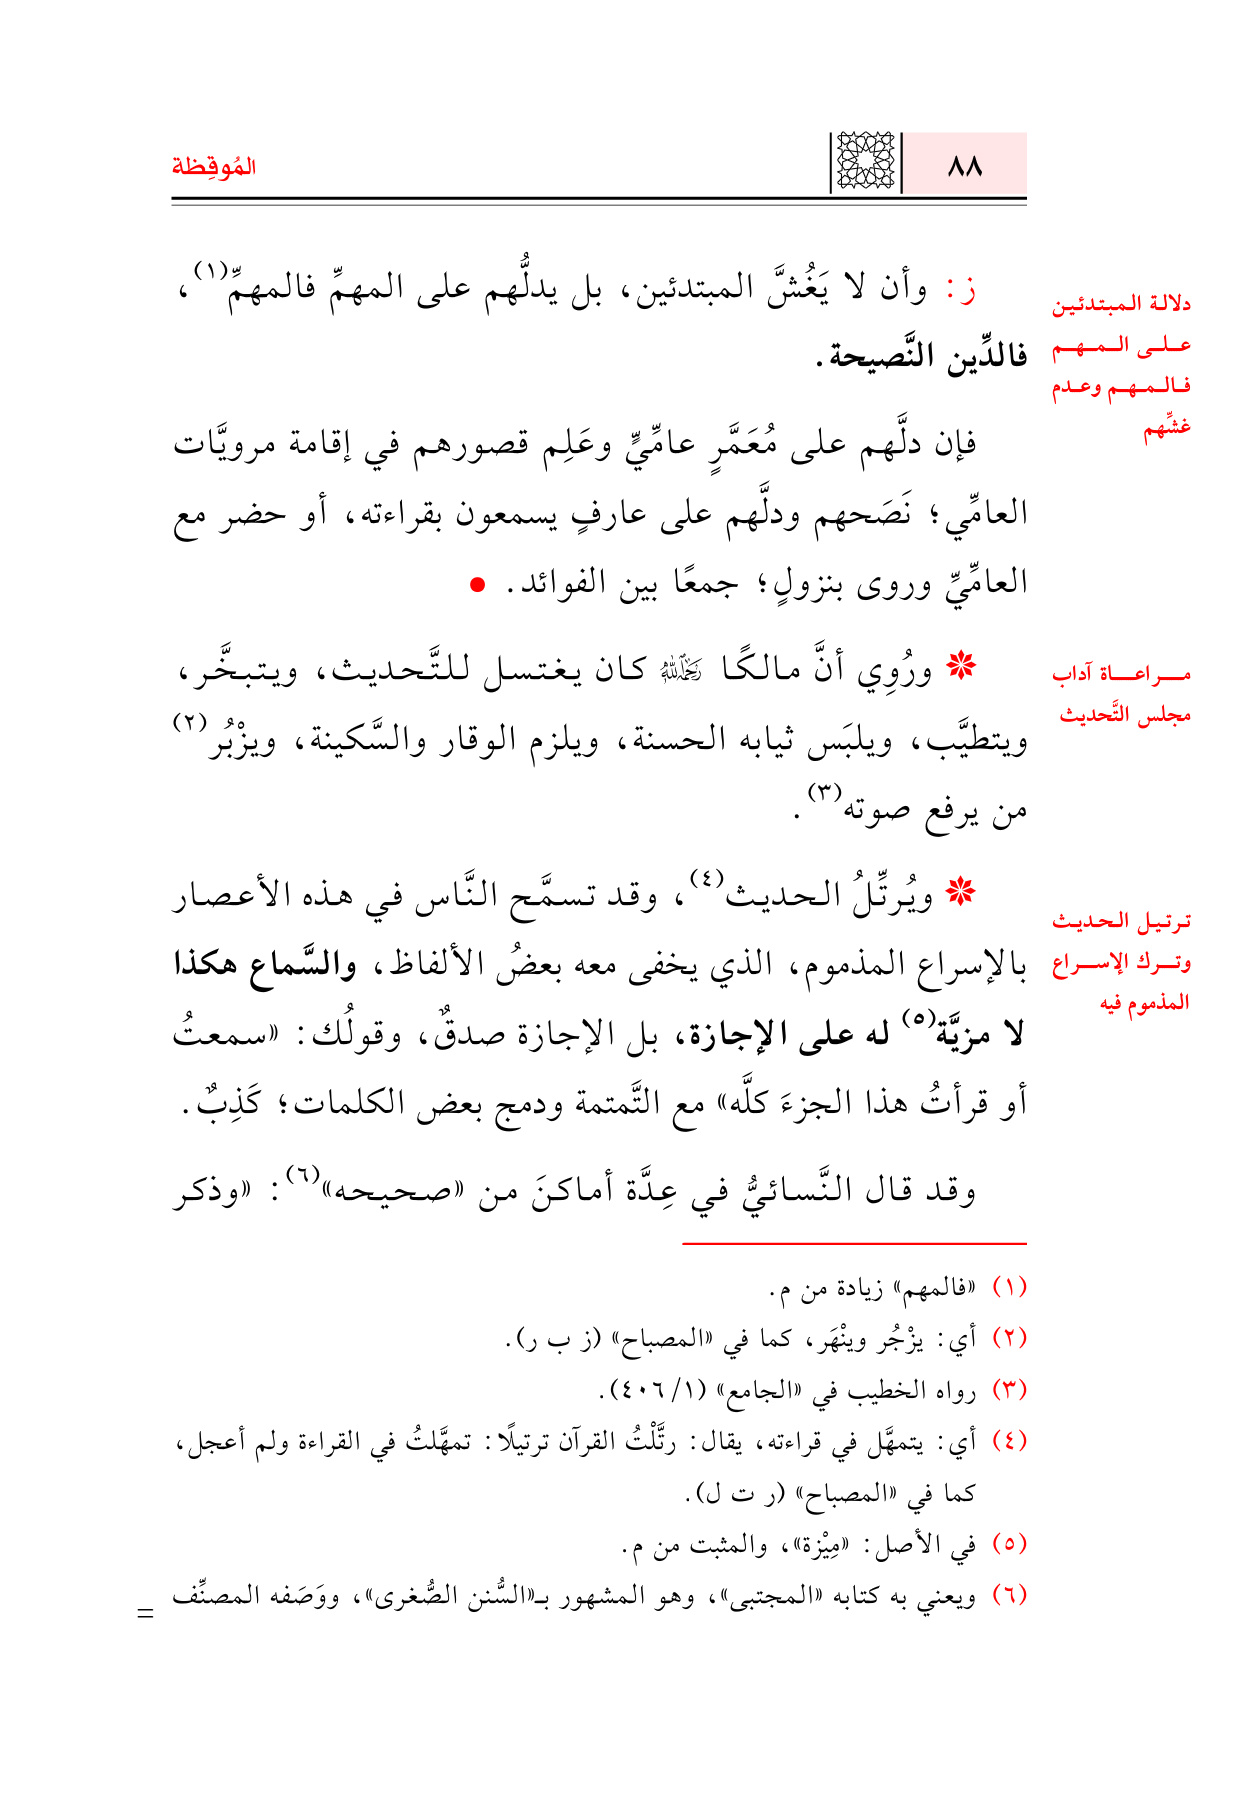 ٨٨
المُوقِظة
ز: وأن لا يَغُشَّ المبتدئين، بل يدلُّهم على المهمِّ فالمهمِّ(١)،
فالدِّين النَّصيحة.
دلالة المبتدئين
على المهم
فالمهم وعدم
غشِّهم
فإن دلَّهم على مُعَمَّرٍ عامِّيٍّ وعَلِم قصورهم في إقامة مرويَّات
العامِّي؛ نَصَحهم ودلَّهم على عارفٍ يسمعون بقراءته، أو حضر مع
العامِّيِّ وروى بنزولٍ؛ جمعًا بين الفوائد. ●
❋ ورُوِي أنَّ مالكًا رَحِمَهُ اللهُ كان يغتسل للتَّحديث، ويتبخَّر،
ويتطيَّب، ويلبَس ثيابه الحسنة، ويلزم الوقار والسَّكينة، ويزْبُر(٢)
من يرفع صوته(٣).
مراعاة آداب
مجلس التَّحديث
❋ ويُرتِّلُ الحديث(٤)، وقد تسمَّح النَّاس في هذه الأعصار
بالإسراع المذموم، الذي يخفى معه بعضُ الألفاظ، والسَّماع هكذا
لا مزيَّة(٥) له على الإجازة، بل الإجازة صدقٌ، وقولُك: «سمعتُ
أو قرأتُ هذا الجزءَ كلَّه» مع التَّمتمة ودمج بعض الكلمات؛ كَذِبٌ.
ترتيل الحديث
وترك الإسراع
المذموم فيه
وقد قال النَّسائيُّ في عِدَّة أماكنَ من «صحيحه»(٦): «وذكر
(١) «فالمهم» زيادة من م.
(٢) أي: يزْجُر وينْهَر، كما في «المصباح» (ز ب ر).
(٣) رواه الخطيب في «الجامع» (١/ ٤٠٦).
(٤) أي: يتمهَّل في قراءته، يقال: رتَّلْتُ القرآن ترتيلًا: تمهَّلتُ في القراءة ولم أعجل،
كما في «المصباح» (ر ت ل).
(٥) في الأصل: «مِيْزة»، والمثبت من م.
(٦) ويعني به كتابه «المجتبى»، وهو المشهور بـ«السُّنن الصُّغرى»، ووَصَفه المصنِّف
=